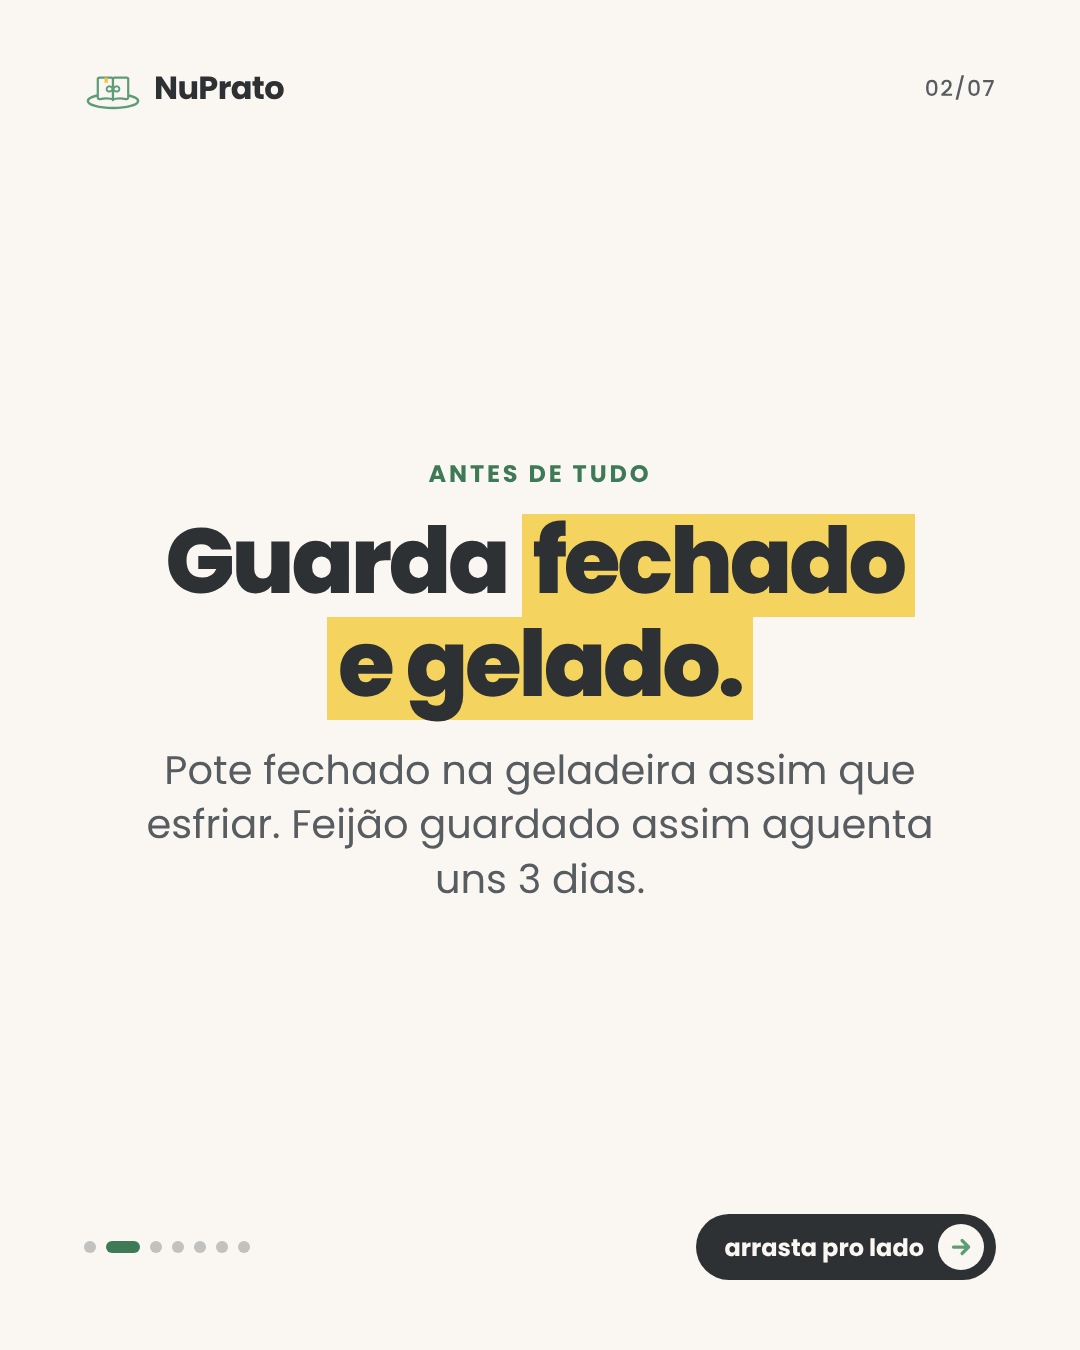 NuPrato
02/07
ANTES DE TUDO
Guarda fechado
e gelado.
Pote fechado na geladeira assim que
esfriar. Feijão guardado assim aguenta
uns 3 dias.
arrasta pro lado